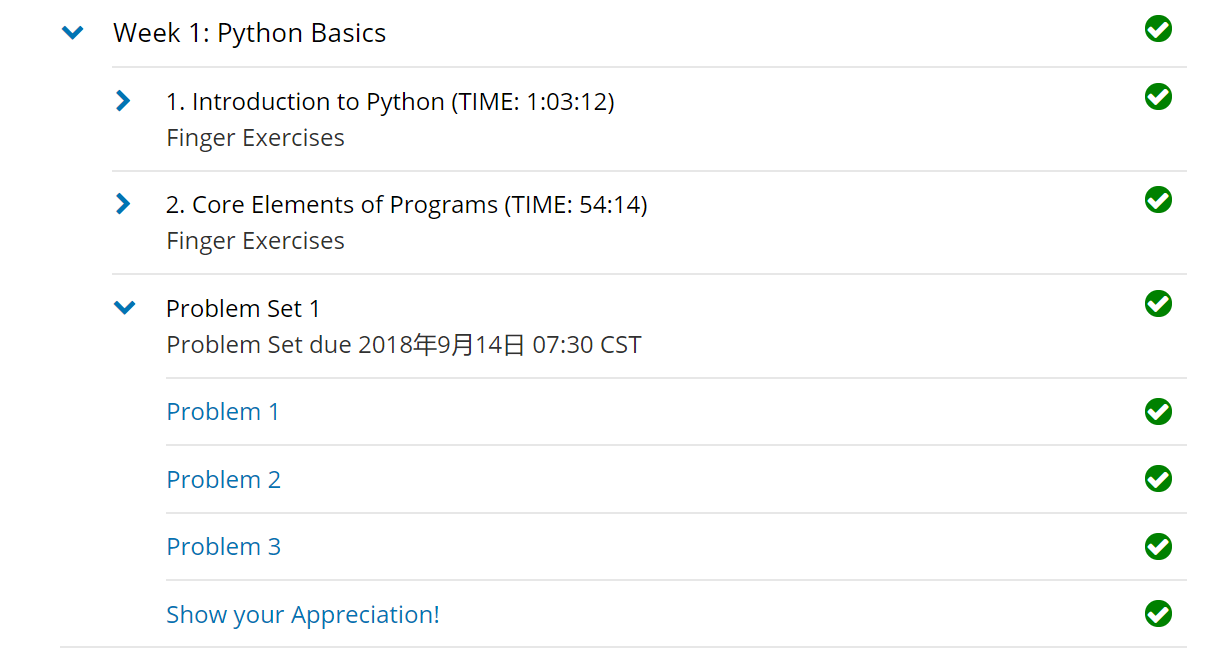 Week 1: Python Basics
1. Introduction to Python (TIME: 1:03:12)
Finger Exercises
2. Core Elements of Programs (TIME: 54:14)
Finger Exercises
Problem Set 1
Problem Set due 2018年9月14日 07:30 CST
Problem 1
Problem 2
Problem 3
Show your Appreciation!